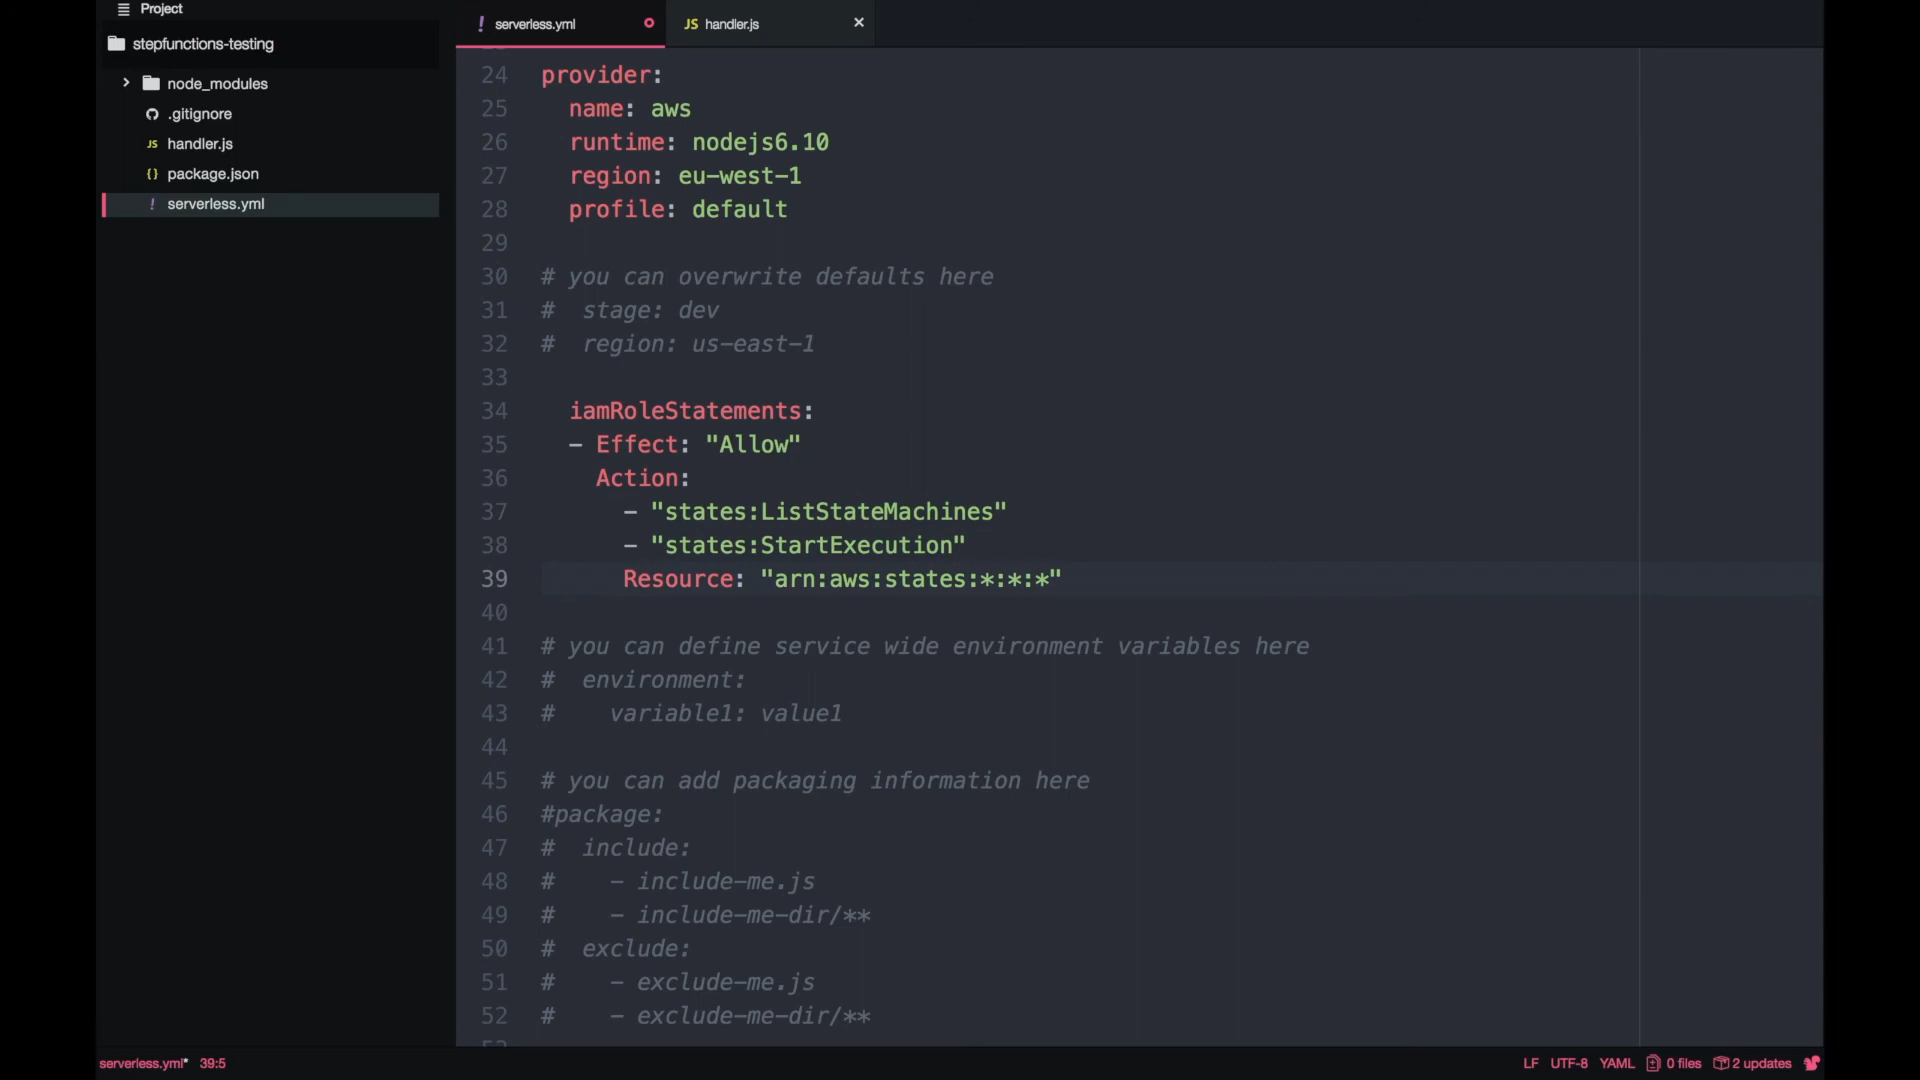 Project
stepfunctions-testing
node_modules
.gitignore
JS handler.js
{} package.json
! serverless.yml
! serverless.yml
JS handler.js ×
24 provider:
25   name: aws
26   runtime: nodejs6.10
27   region: eu-west-1
28   profile: default
29
30 # you can overwrite defaults here
31 #  stage: dev
32 #  region: us-east-1
33
34   iamRoleStatements:
35   - Effect: "Allow"
36     Action:
37       - "states:ListStateMachines"
38       - "states:StartExecution"
39       Resource: "arn:aws:states:*:*:*"
40
41 # you can define service wide environment variables here
42 #  environment:
43 #    variable1: value1
44
45 # you can add packaging information here
46 #package:
47 #  include:
48 #    - include-me.js
49 #    - include-me-dir/**
50 #  exclude:
51 #    - exclude-me.js
52 #    - exclude-me-dir/**
serverless.yml* 39:5
LF UTF-8 YAML 0 files 2 updates